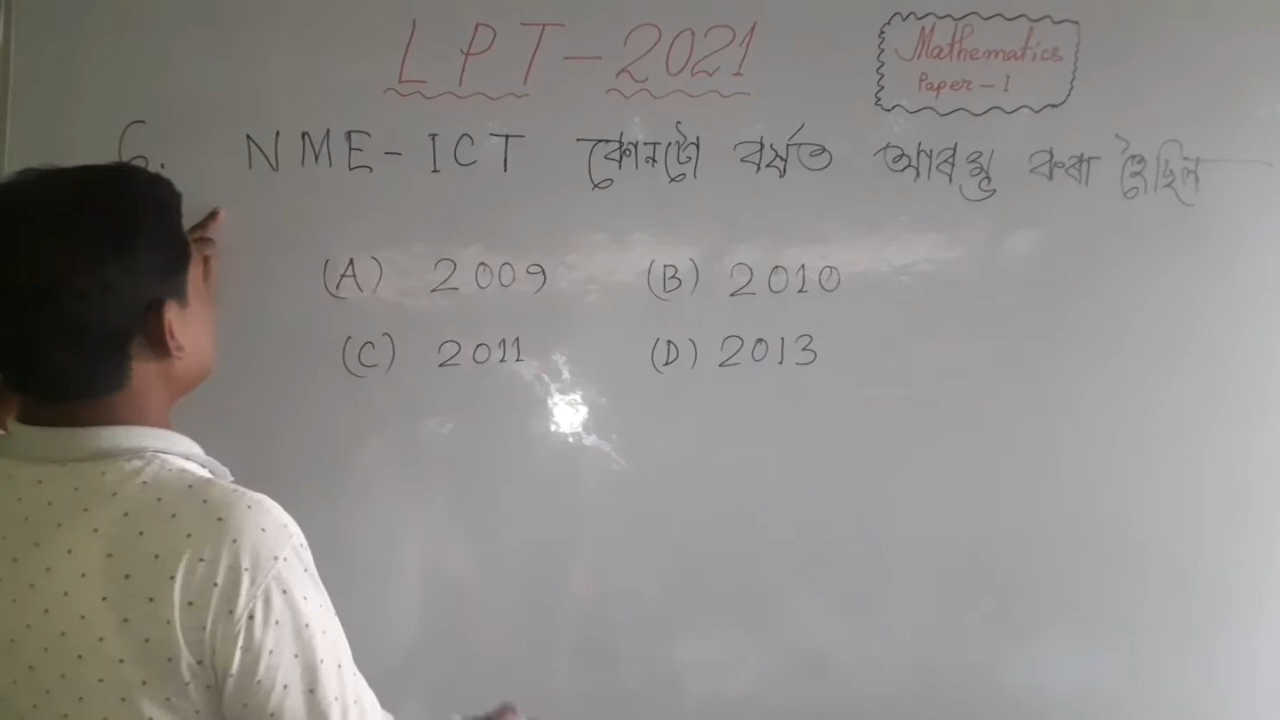 LPT-2021
Mathematics
Paper-I
6. NME-ICT কোনটো বৰ্ষত আৰম্ভ কৰা হৈছিল
(A) 2009 (B) 2010
(C) 2011 (D) 2013